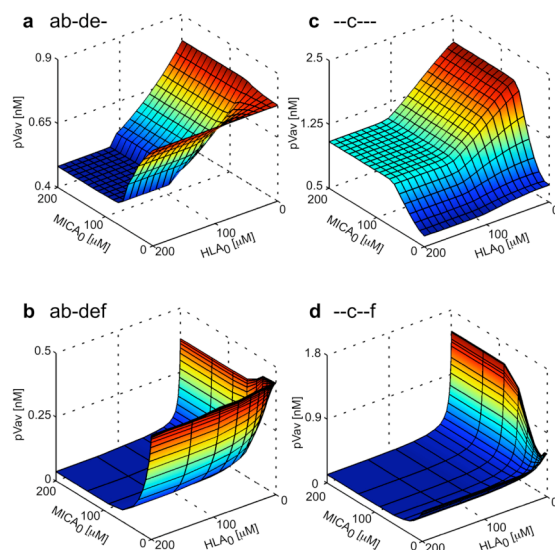 a ab-de-
0.9
0.65
0.4
pVav [nM]
200
100
0
MICA0 [µM]
200
100
0
HLA0 [µM]
c --c---
2.5
1.25
0.5
pVav [nM]
200
100
0
MICA0 [µM]
200
100
0
HLA0 [µM]
b ab-def
0.5
0.25
0
pVav [nM]
200
100
0
MICA0 [µM]
200
100
0
HLA0 [µM]
d --c--f
1.8
0.9
0
pVav [nM]
200
100
0
MICA0 [µM]
200
100
0
HLA0 [µM]